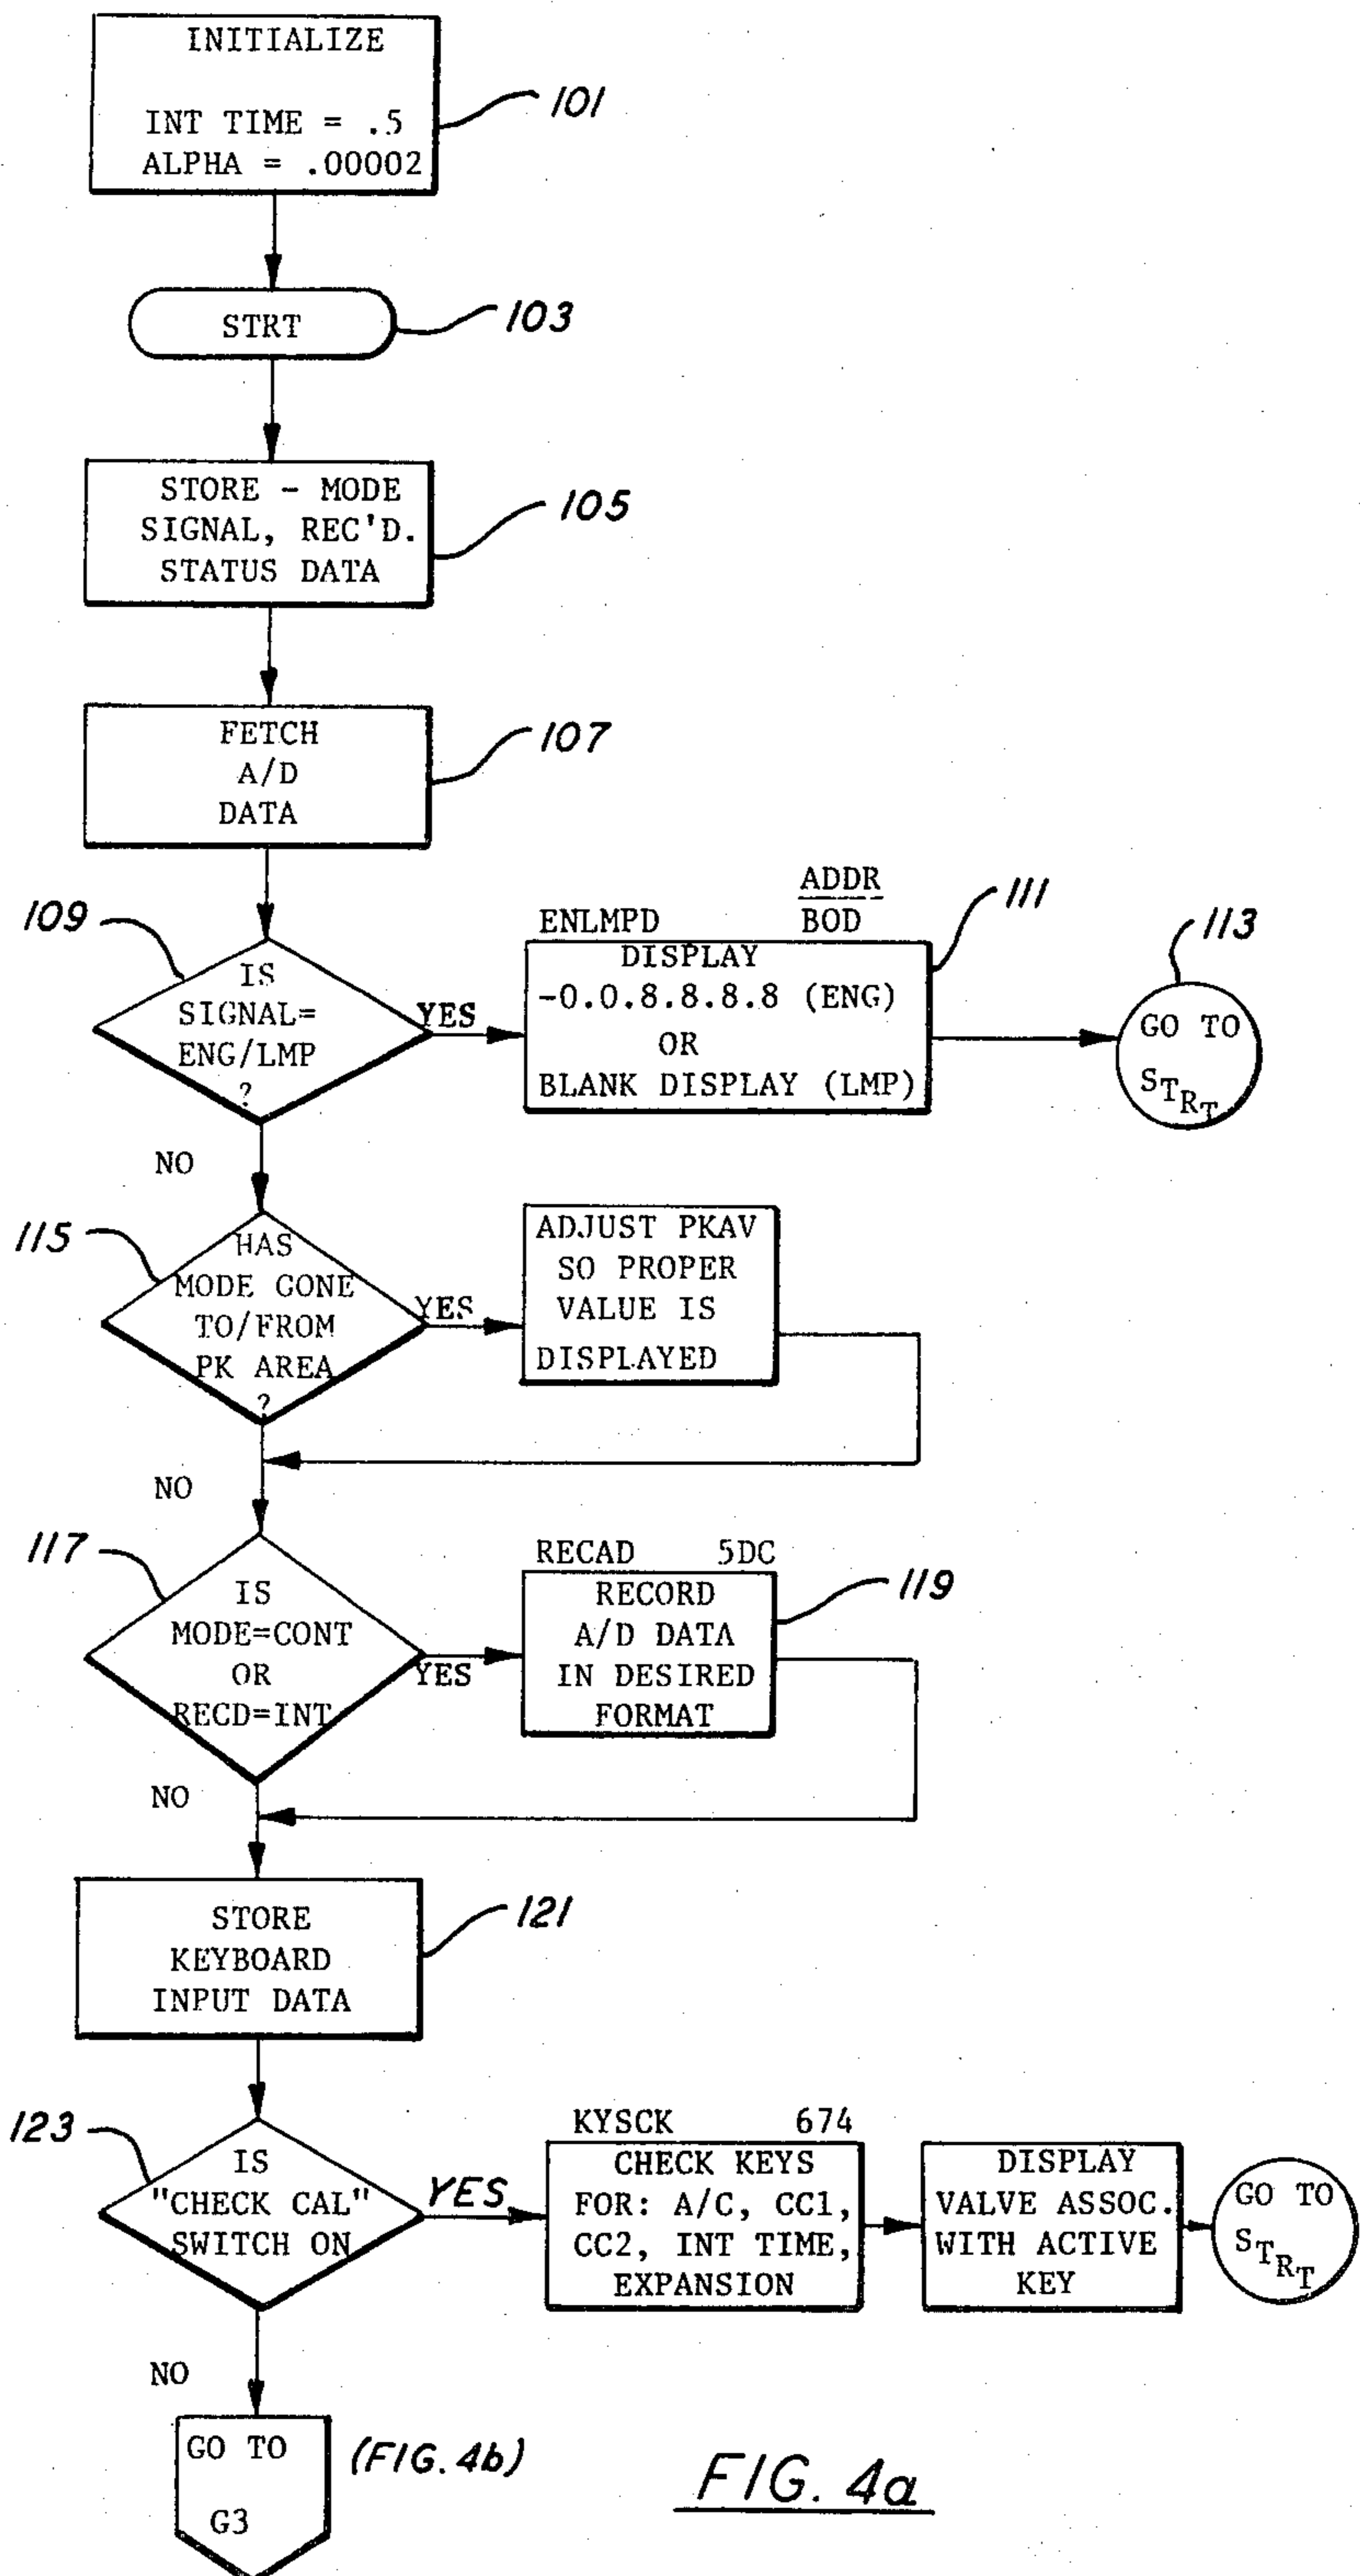 INITIALIZE
INT TIME = .5
ALPHA = .00002
101
STRT
103
STORE - MODE
SIGNAL, REC'D.
STATUS DATA
105
FETCH
A/D
DATA
107
109
IS
SIGNAL=
ENG/LMP
?
YES
NO
ENLMPD
ADDR
BOD
111
DISPLAY
-0.0.8.8.8.8 (ENG)
OR
BLANK DISPLAY (LMP)
113
GO TO
STRT
115
HAS
MODE GONE
TO/FROM
PK AREA
?
YES
NO
ADJUST PKAV
SO PROPER
VALUE IS
DISPLAYED
117
IS
MODE=CONT
OR
RECD=INT
YES
NO
RECAD 5DC
119
RECORD
A/D DATA
IN DESIRED
FORMAT
STORE
KEYBOARD
INPUT DATA
121
123
IS
"CHECK CAL"
SWITCH ON
YES
NO
KYSCK 674
CHECK KEYS
FOR: A/C, CC1,
CC2, INT TIME,
EXPANSION
DISPLAY
VALVE ASSOC.
WITH ACTIVE
KEY
GO TO
STRT
GO TO
G3
(FIG. 4b)
FIG. 4a